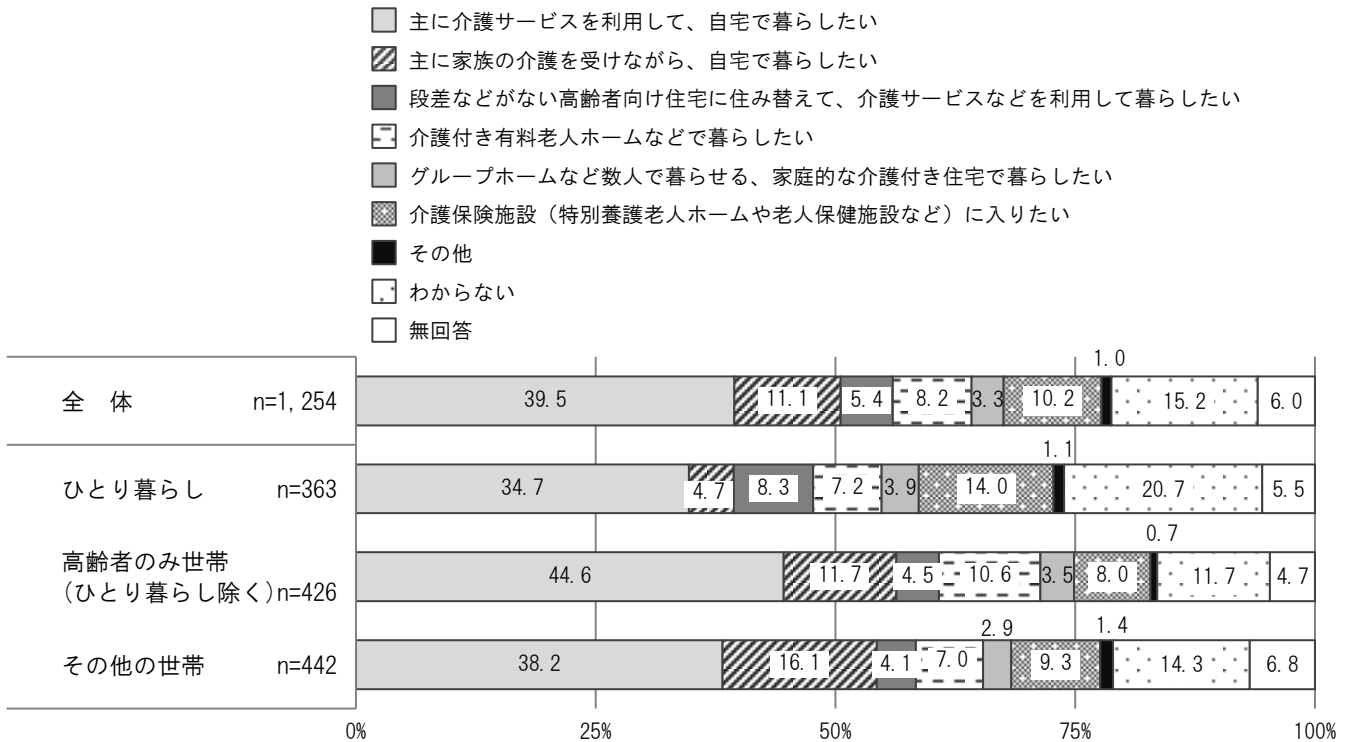 主に介護サービスを利用して、自宅で暮らしたい
主に家族の介護を受けながら、自宅で暮らしたい
段差などがない高齢者向け住宅に住み替えて、介護サービスなどを利用して暮らしたい
介護付き有料老人ホームなどで暮らしたい
グループホームなど数人で暮らせる、家庭的な介護付き住宅で暮らしたい
介護保険施設（特別養護老人ホームや老人保健施設など）に入りたい
その他
わからない
無回答
1.0
全 体 n=1,254 39.5 11.1 5.4 8.2 3.3 10.2 15.2 6.0
1.1
ひとり暮らし n=363 34.7 4.7 8.3 7.2 3.9 14.0 20.7 5.5
0.7
高齢者のみ世帯
(ひとり暮らし除く)n=426 44.6 11.7 4.5 10.6 3.5 8.0 11.7 4.7
2.9 1.4
その他の世帯 n=442 38.2 16.1 4.1 7.0 9.3 14.3 6.8
0% 25% 50% 75% 100%